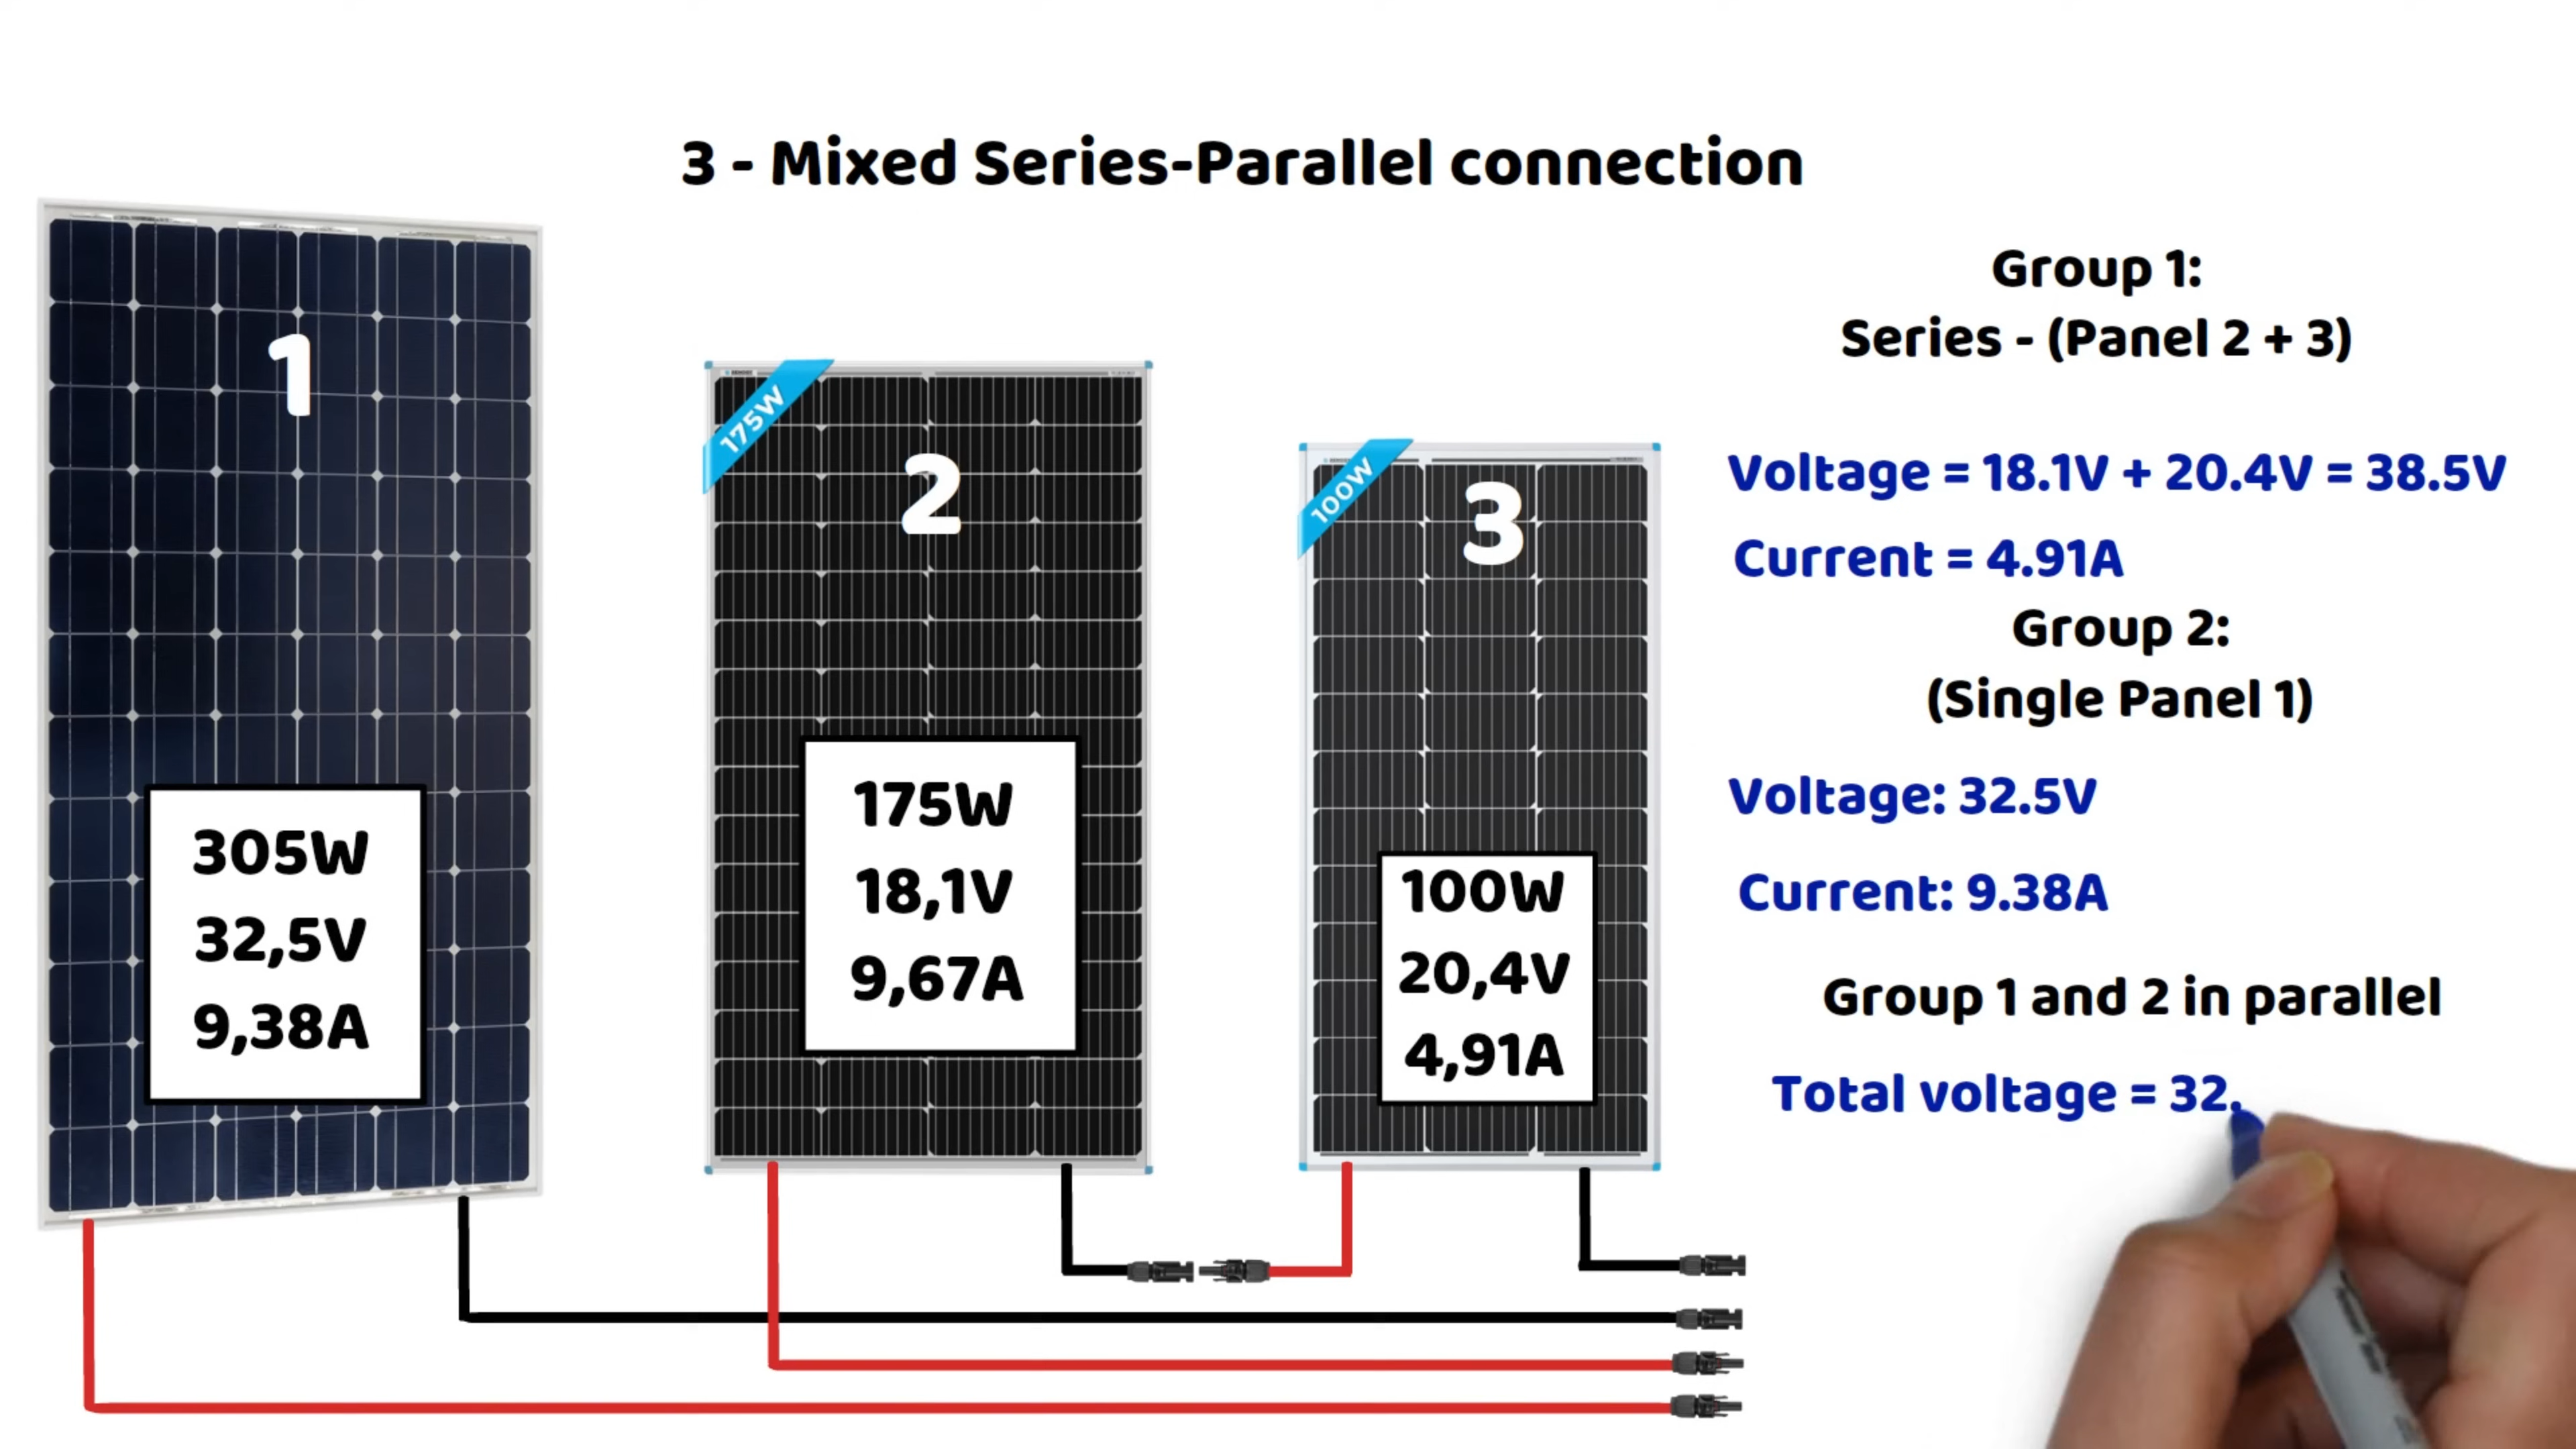 3 - Mixed Series-Parallel connection
1
305W
32,5V
9,38A
175W
2
175W
18,1V
9,67A
100W
3
100W
20,4V
4,91A
Group 1:
Series - (Panel 2 + 3)
Voltage = 18.1V + 20.4V = 38.5V
Current = 4.91A
Group 2:
(Single Panel 1)
Voltage: 32.5V
Current: 9.38A
Group 1 and 2 in parallel
Total voltage = 32.